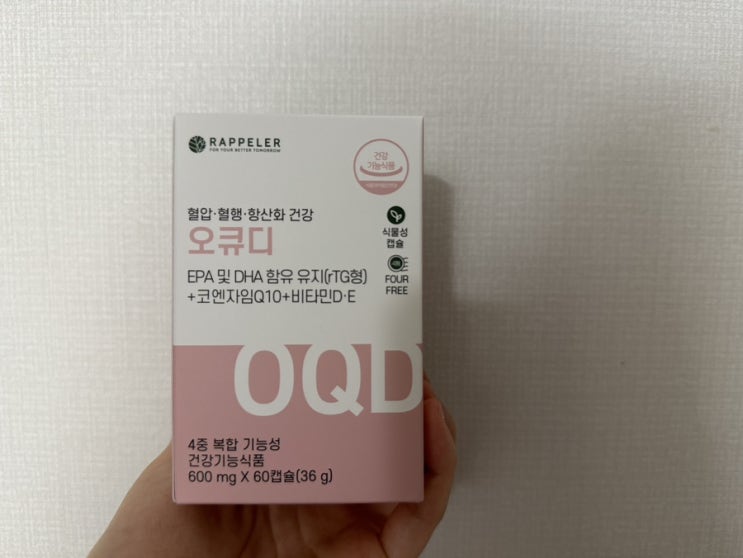 RAPPELER
FOR YOUR BETTER TOMORROW
건강
기능식품
혈압·혈행·항산화 건강
오큐디
식물성
캡슐
EPA 및 DHA 함유 유지(rTG형)
+코엔자임Q10+비타민D·E
FOUR
FREE
OQD
4중 복합 기능성
건강기능식품
600 mg X 60캡슐(36 g)